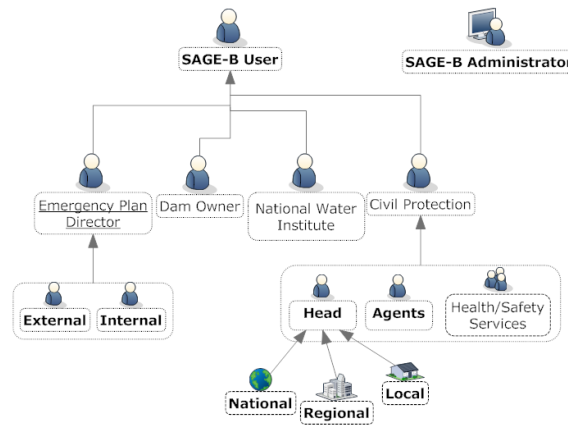 SAGE-B User
SAGE-B Administrator
Emergency Plan
Director
Dam Owner
National Water
Institute
Civil Protection
External
Internal
Head
Agents
Health/Safety
Services
National
Regional
Local